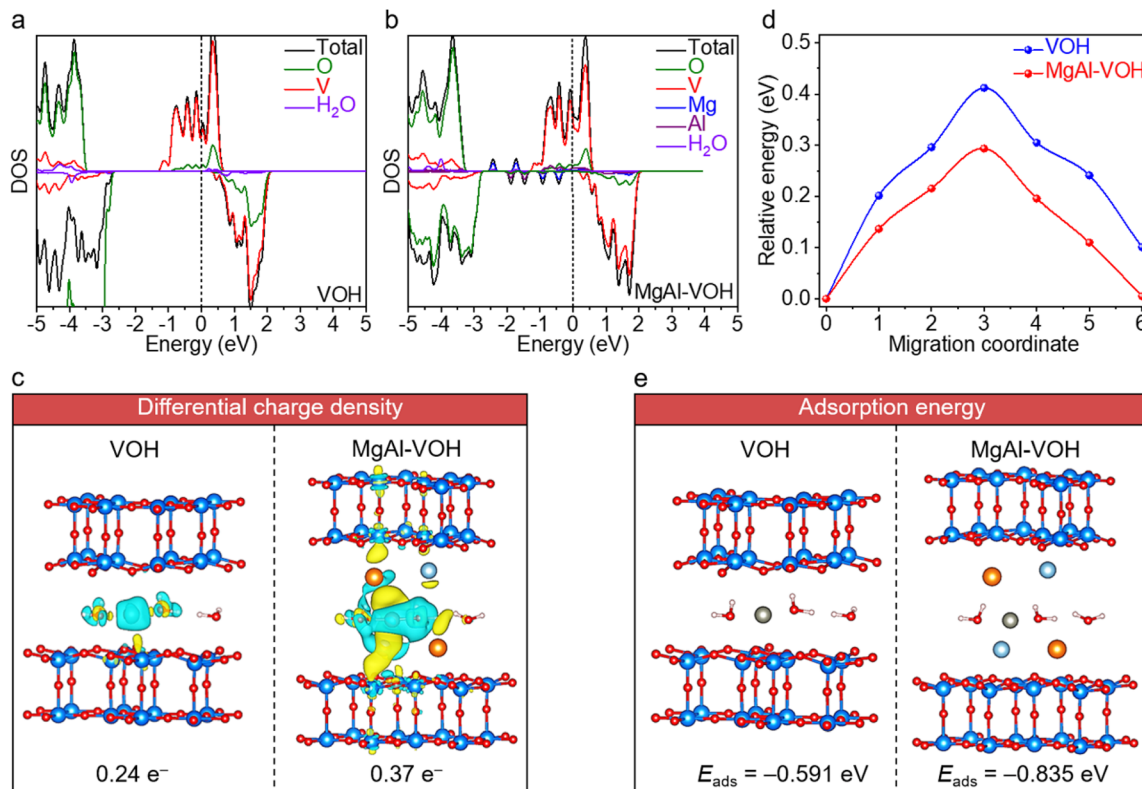 a
Total
O
V
H₂O
DOS
VOH
-5 -4 -3 -2 -1 0 1 2 3 4 5
Energy (eV)
b
Total
O
V
Mg
Al
H₂O
DOS
MgAl-VOH
-5 -4 -3 -2 -1 0 1 2 3 4 5
Energy (eV)
d
VOH
MgAl-VOH
0.5
0.4
0.3
0.2
0.1
0.0
Relative energy (eV)
0 1 2 3 4 5 6
Migration coordinate
c
Differential charge density
VOH
MgAl-VOH
0.24 e⁻
0.37 e⁻
e
Adsorption energy
VOH
MgAl-VOH
E_ads = –0.591 eV
E_ads = –0.835 eV